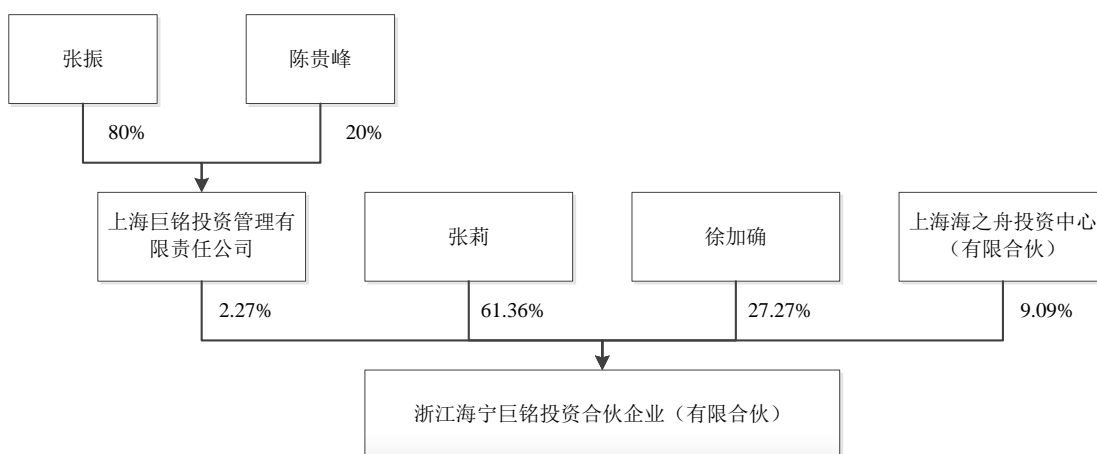 张振
陈贵峰
80%
20%
上海巨铭投资管理有
限责任公司
张莉
徐加确
上海海之舟投资中心
（有限合伙）
2.27%
61.36%
27.27%
9.09%
浙江海宁巨铭投资合伙企业（有限合伙）